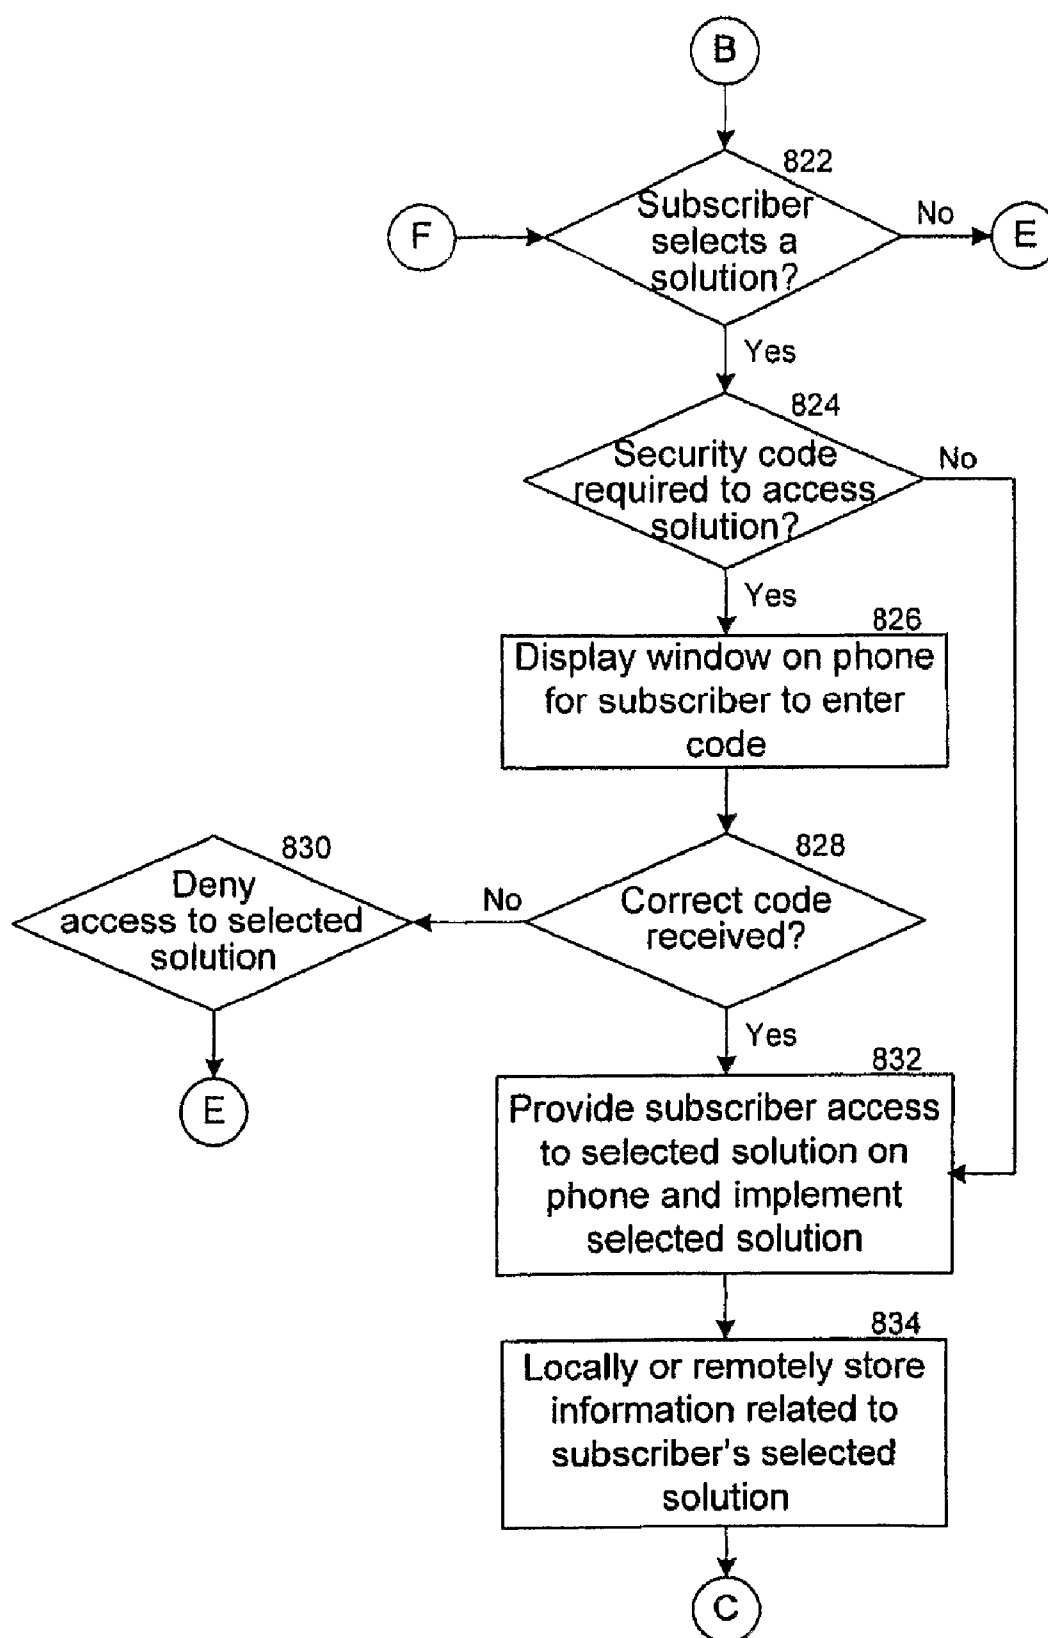 B
822
Subscriber
selects a
solution?
F
No
E
Yes
824
Security code
required to access
solution?
No
Yes
826
Display window on phone
for subscriber to enter
code
828
Correct code
received?
No
830
Deny
access to selected
solution
E
Yes
832
Provide subscriber access
to selected solution on
phone and implement
selected solution
834
Locally or remotely store
information related to
subscriber's selected
solution
C